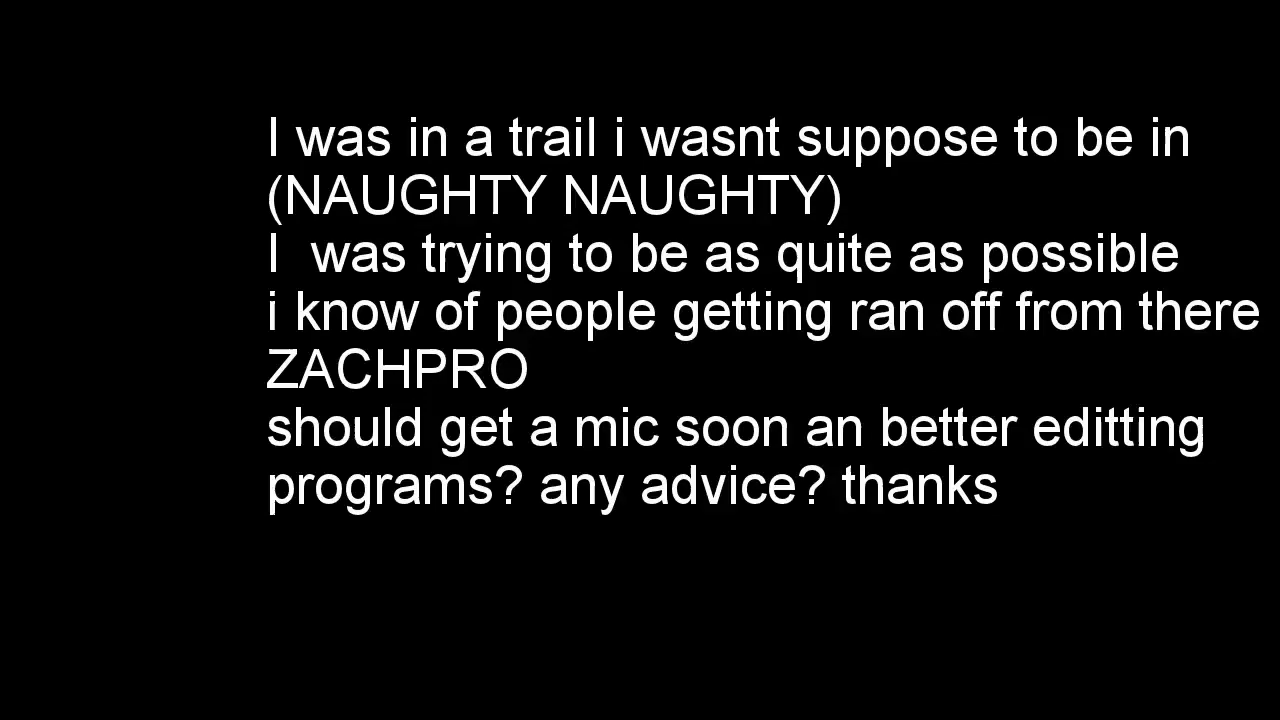 I was in a trail i wasnt suppose to be in
(NAUGHTY NAUGHTY)
I  was trying to be as quite as possible
i know of people getting ran off from there
ZACHPRO
should get a mic soon an better editting
programs? any advice? thanks